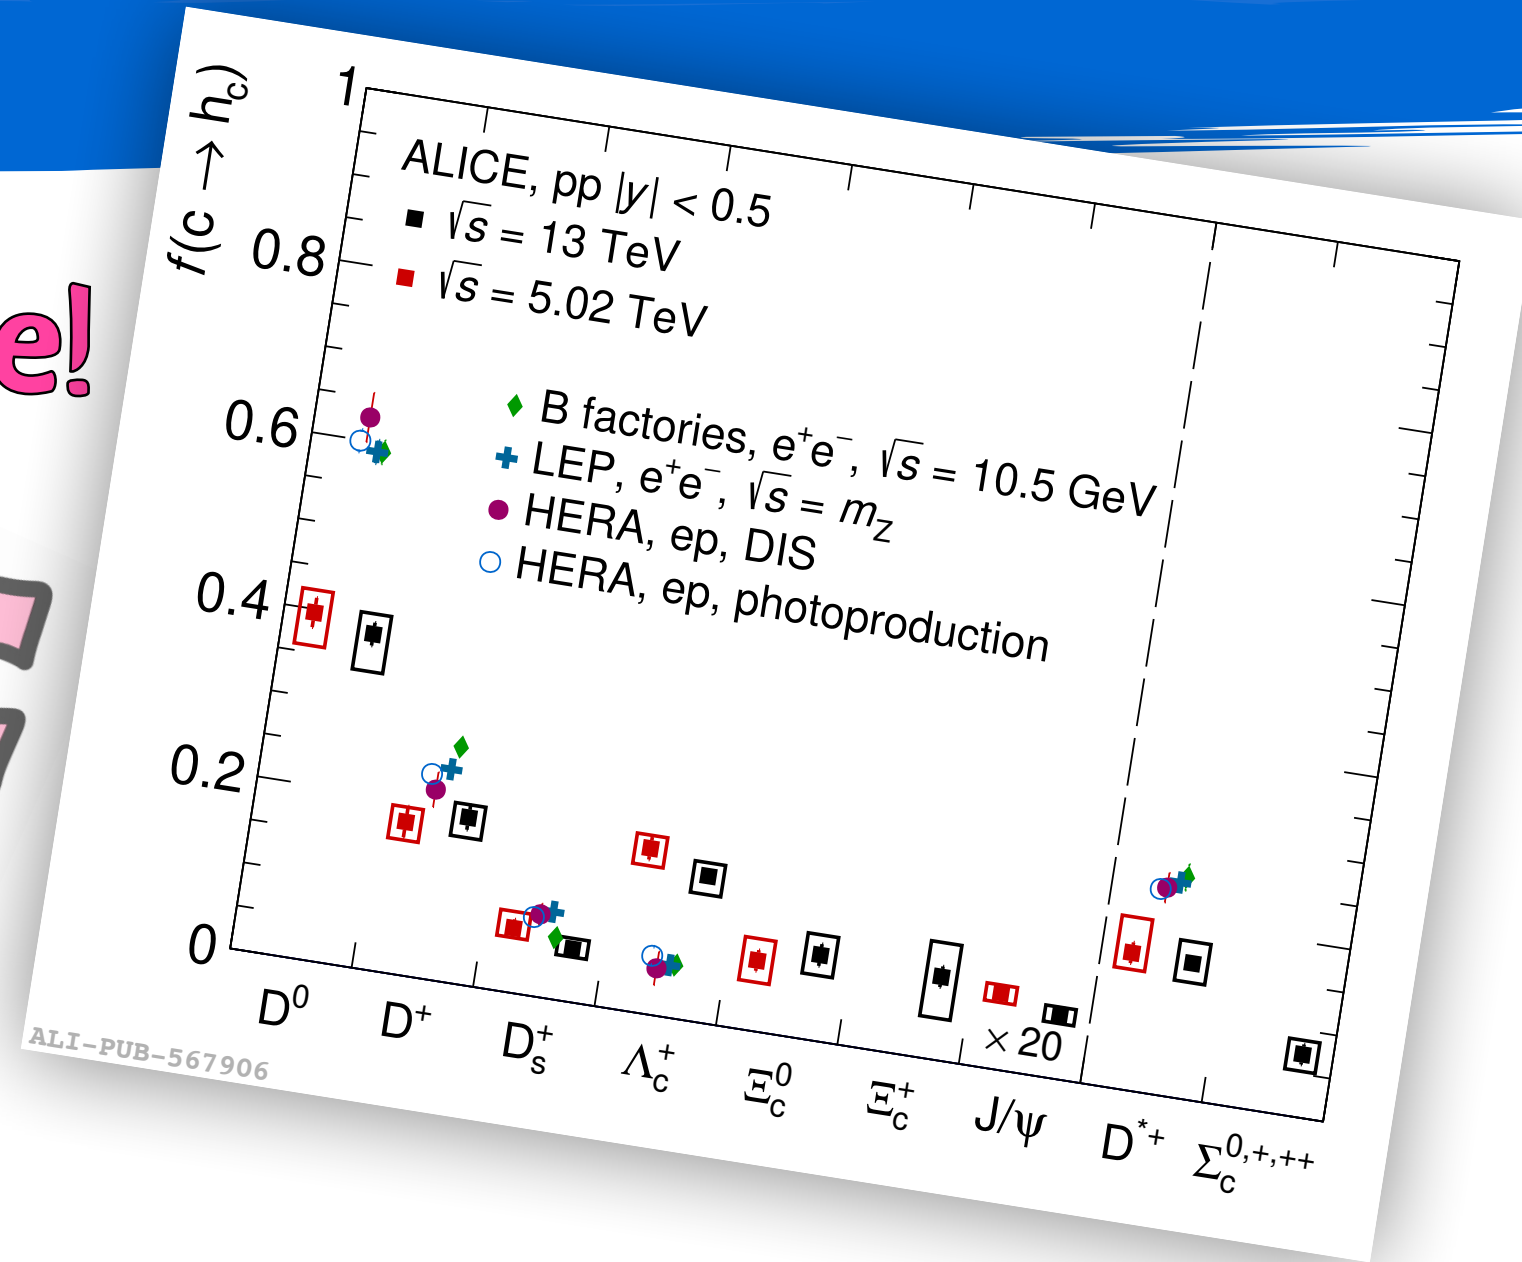 e!
f(c → h_c)
1
0.8
0.6
0.4
0.2
0
ALICE, pp |y| < 0.5
√s = 13 TeV
√s = 5.02 TeV
B factories, e⁺e⁻, √s = 10.5 GeV
LEP, e⁺e⁻, √s = m_Z
HERA, ep, DIS
HERA, ep, photoproduction
×20
D⁰
D⁺
D_s⁺
Λ_c⁺
Ξ_c⁰
Ξ_c⁺
J/ψ
D*⁺
Σ_c⁰,⁺,⁺⁺
ALI-PUB-567906